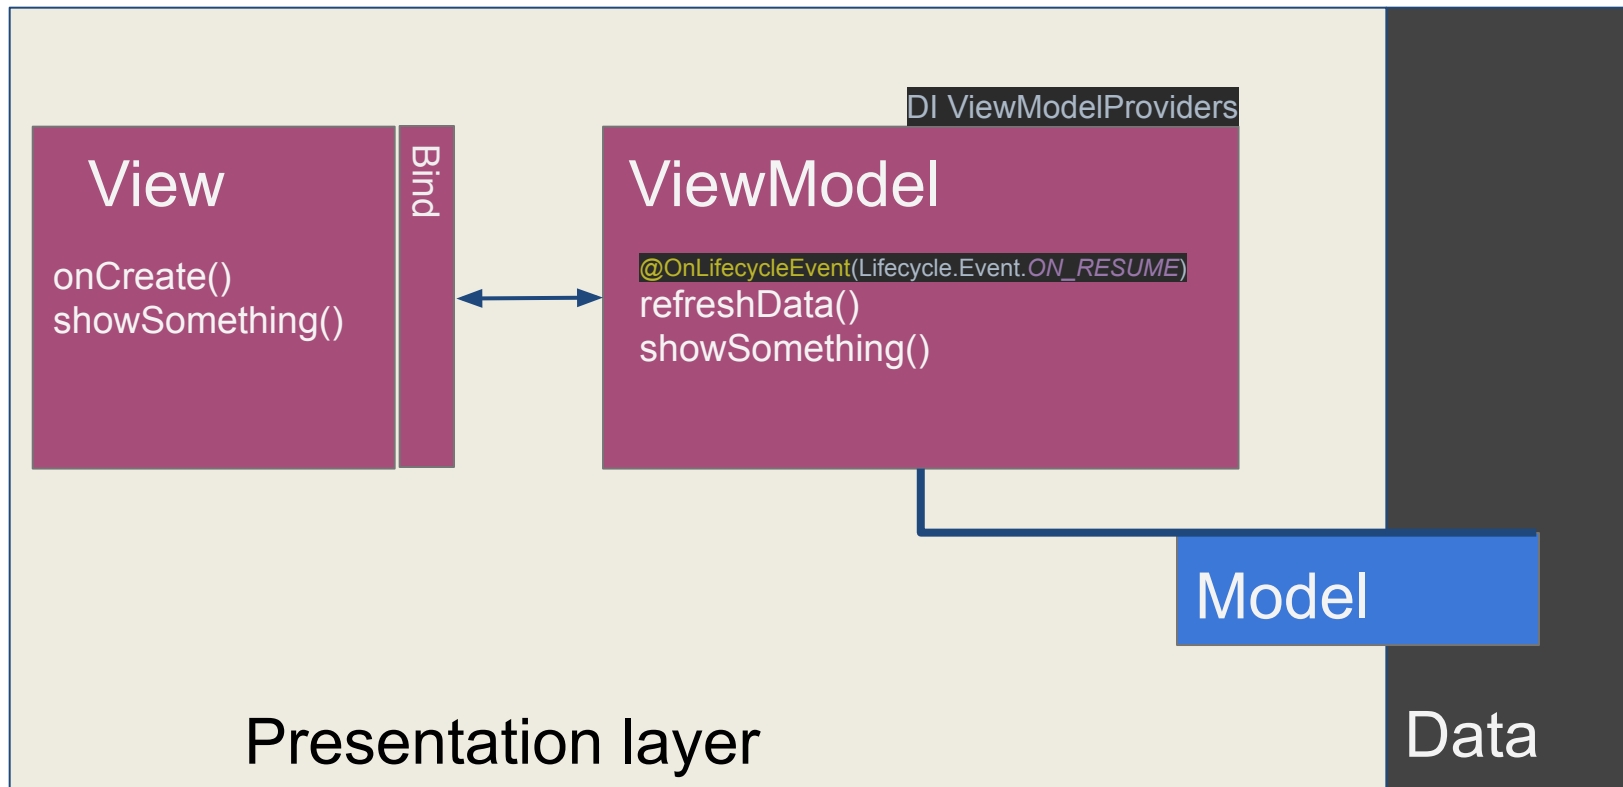 DI ViewModelProviders
View
Bind
onCreate()
showSomething()
ViewModel
@OnLifecycleEvent(Lifecycle.Event.ON_RESUME)
refreshData()
showSomething()
Model
Presentation layer
Data